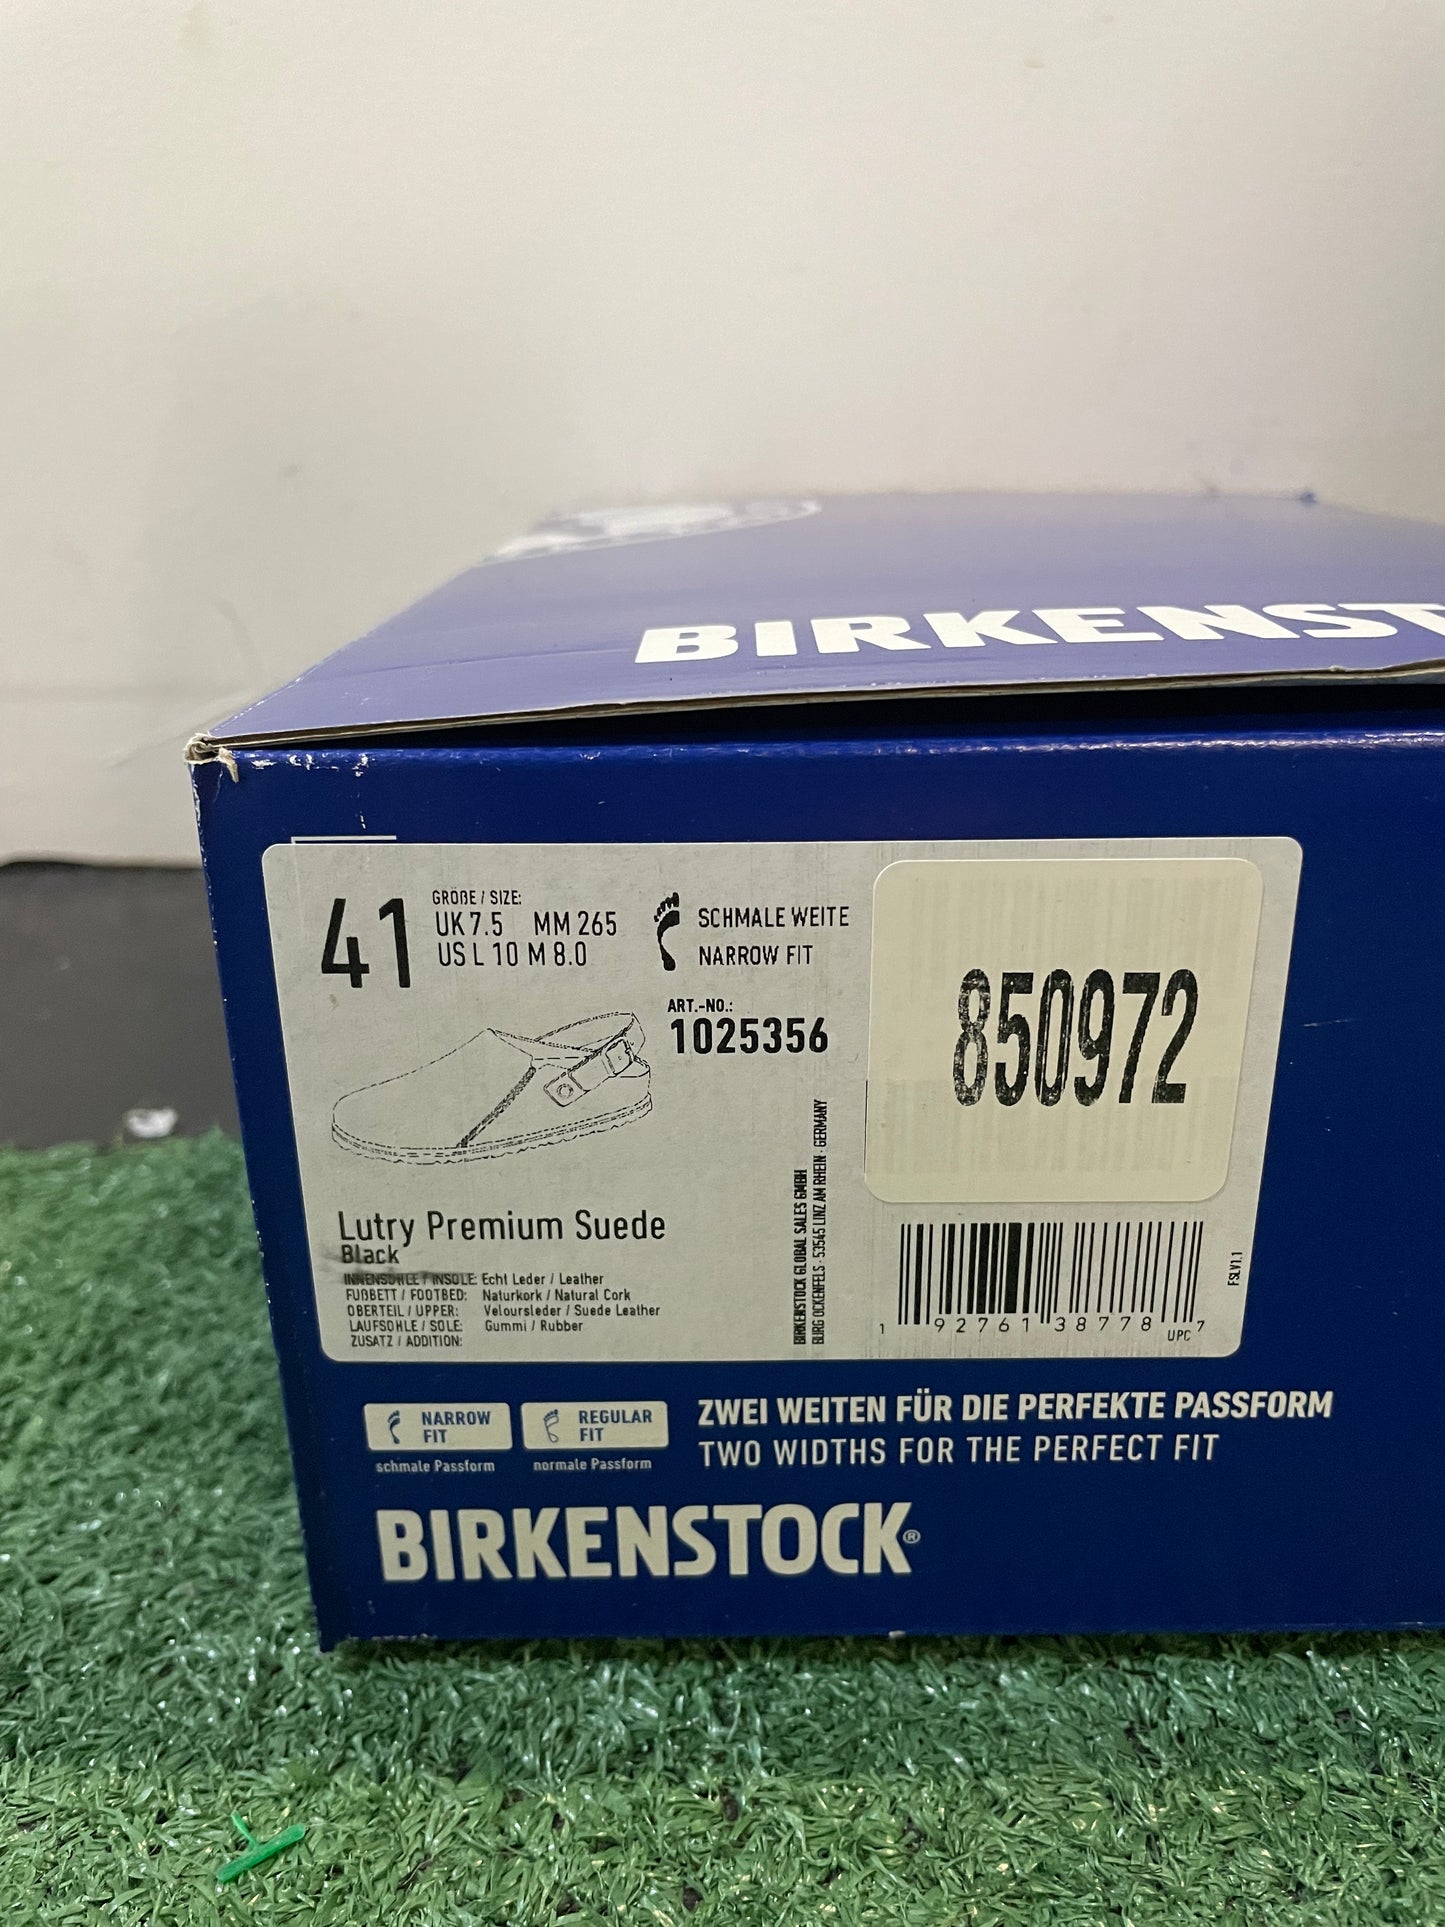 BIRKENST
41
GRÖßE / SIZE:
UK 7.5 MM 265
US L 10 M 8.0
SCHMALE WEITE
NARROW FIT
ART.-NO.:
1025356
850972
Lutry Premium Suede
Black
INNENSOHLE / INSOLE: Echt Leder / Leather
FUßBETT / FOOTBED: Naturkork / Natural Cork
OBERTEIL / UPPER: Veloursleder / Suede Leather
LAUFSOHLE / SOLE: Gummi / Rubber
ZUSATZ / ADDITION:
BIRKENSTOCK GLOBAL SALES GMBH
BURG OCKENFELS · 53545 LINZ AM RHEIN · GERMANY
1 92761 38778 UPC 7
FSLV1.1
NARROW FIT
schmale Passform
REGULAR FIT
normale Passform
ZWEI WEITEN FÜR DIE PERFEKTE PASSFORM
TWO WIDTHS FOR THE PERFECT FIT
BIRKENSTOCK®